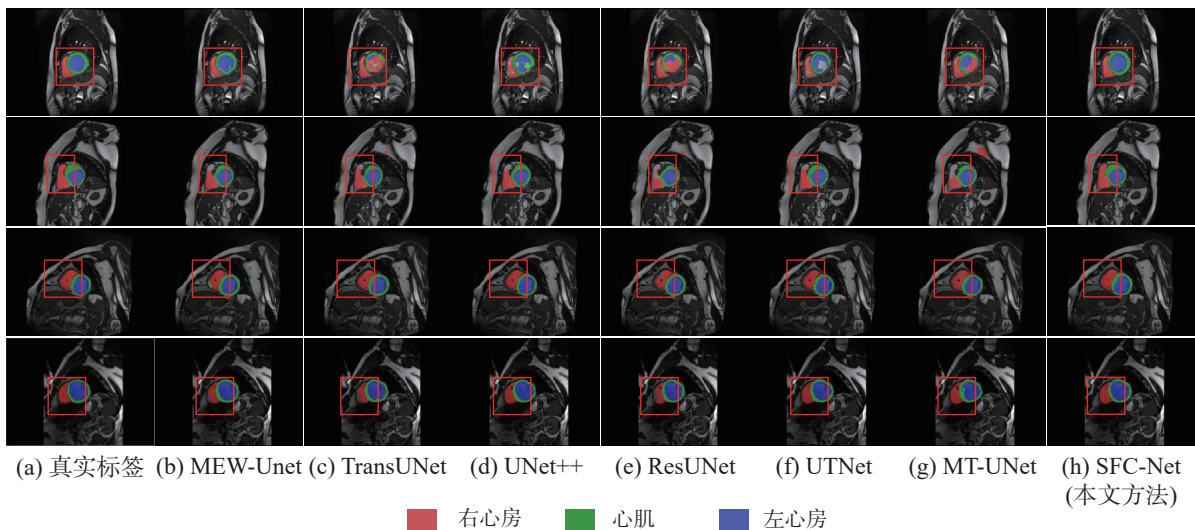 (a) 真实标签 (b) MEW-Unet (c) TransUNet (d) UNet++ (e) ResUNet (f) UTNet (g) MT-UNet (h) SFC-Net
(本文方法)
右心房 心肌 左心房